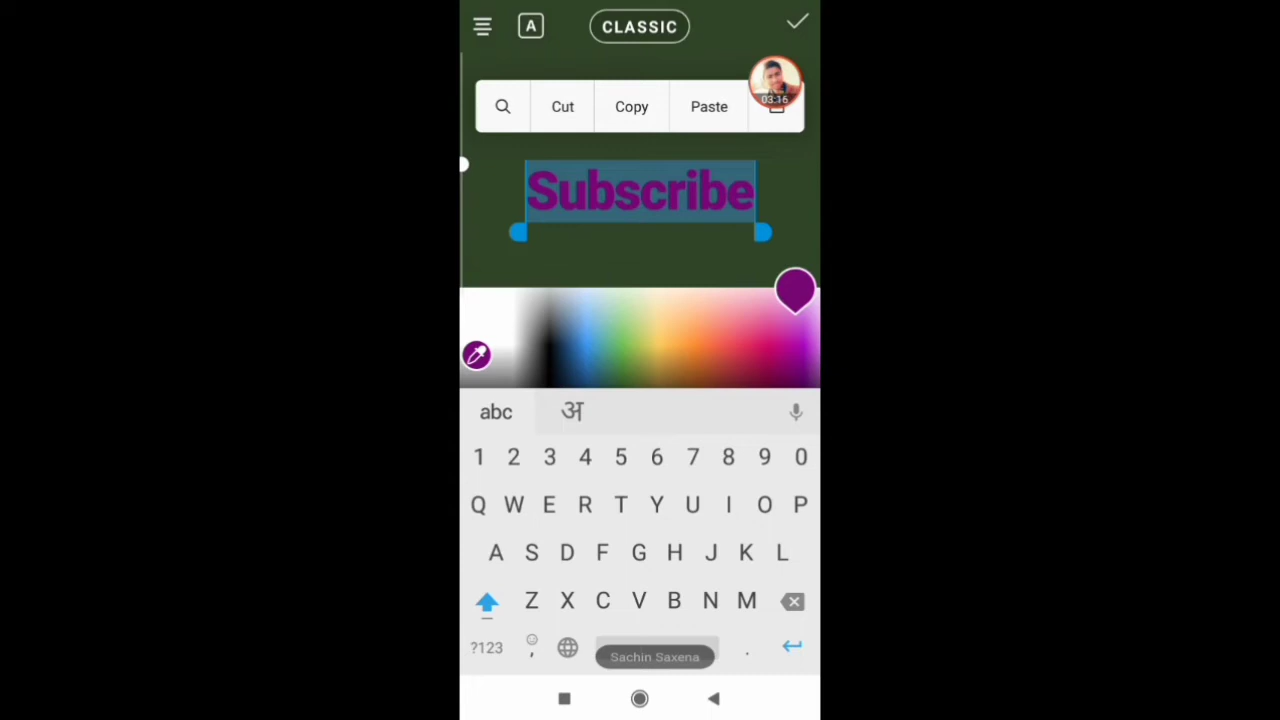 A CLASSIC
03:16
Cut Copy Paste
Subscribe
abc अ
1 2 3 4 5 6 7 8 9 0
Q W E R T Y U I O P
A S D F G H J K L
Z X C V B N M
?123 , Sachin Saxena .